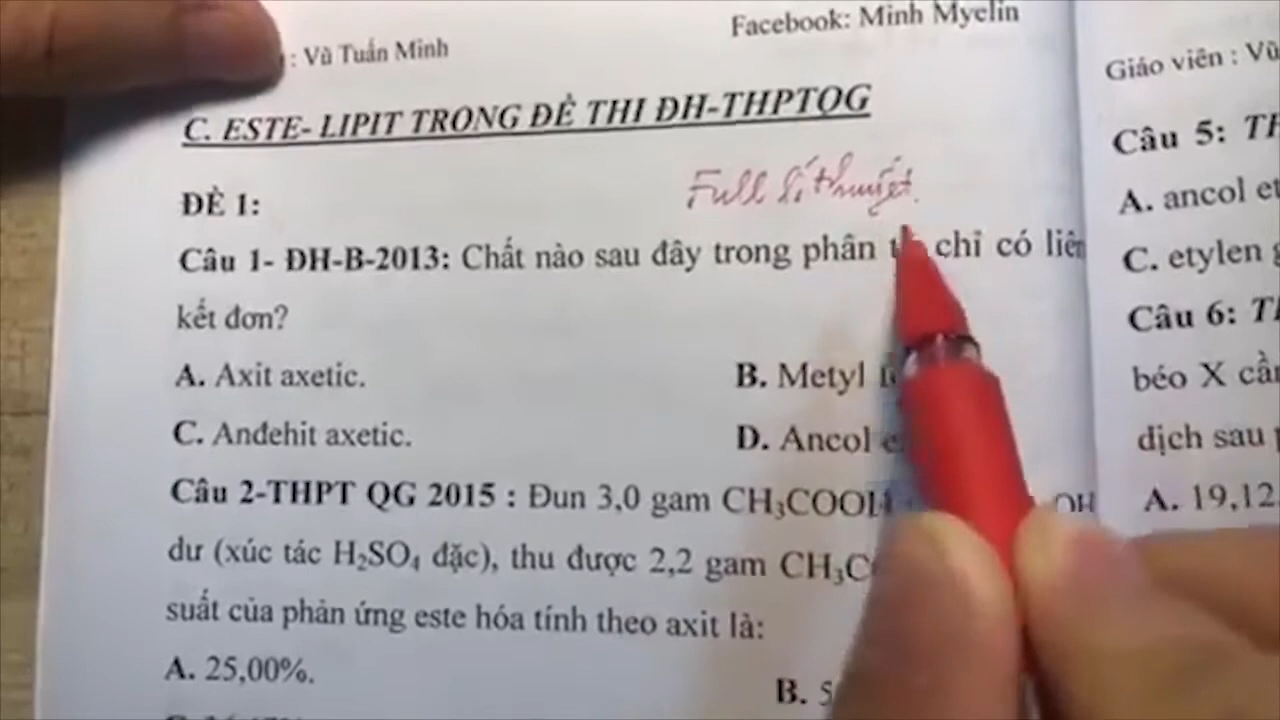 : Vũ Tuấn Minh
Facebook: Minh Myelin
C. ESTE- LIPIT TRONG ĐỀ THI ĐH-THPTQG
Full lí thuyết.
ĐỀ 1:
Câu 1- ĐH-B-2013: Chất nào sau đây trong phân chỉ có
kết đơn?
A. Axit axetic.
B. Metyl
C. Anđehit axetic.
D. Ancol
Câu 2-THPT QG 2015 : Đun 3,0 gam CH₃COOH OH
dư (xúc tác H₂SO₄ đặc), thu được 2,2 gam
suất của phản ứng este hóa tính theo axit là:
A. 25,00%.
B. 5
Giáo viên : Vũ
Câu 5:
A. ancol
C. etylen
Câu 6:
béo X
dịch sau
A. 19,12